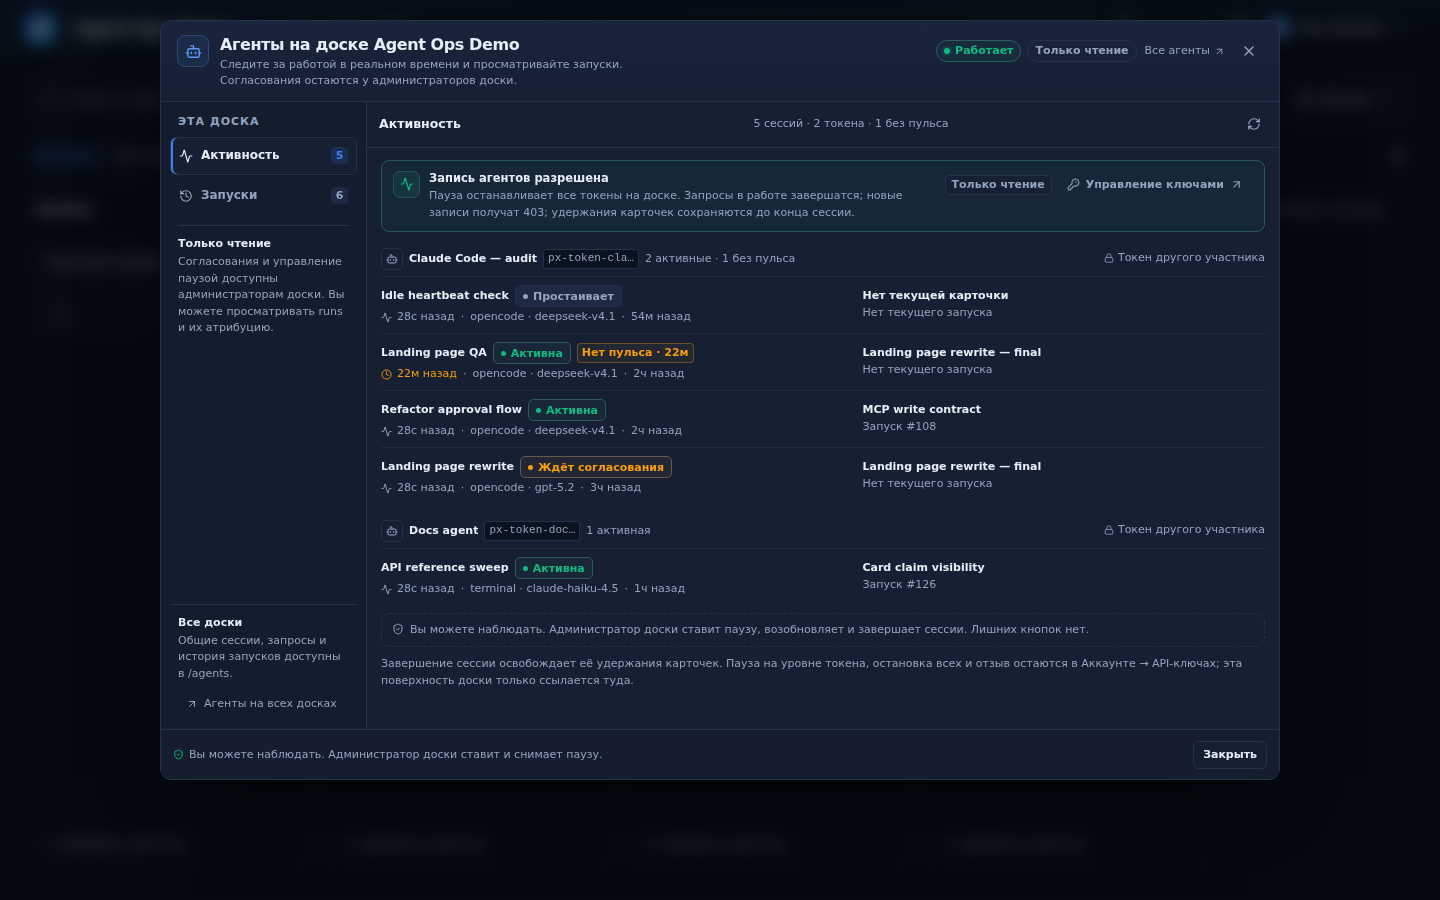 Агенты на доске Agent Ops Demo
Следите за работой в реальном времени и просматривайте запуски.
Согласования остаются у администраторов доски.
Работает
Только чтение
Все агенты
ЭТА ДОСКА
Активность 5
Запуски 6
Только чтение
Согласования и управление
паузой доступны
администраторам доски. Вы
можете просматривать runs
и их атрибуцию.
Все доски
Общие сессии, запросы и
история запусков доступны
в /agents.
Агенты на всех досках
Активность
5 сессий · 2 токена · 1 без пульса
Запись агентов разрешена
Пауза останавливает все токены на доске. Запросы в работе завершатся; новые
записи получат 403; удержания карточек сохраняются до конца сессии.
Только чтение
Управление ключами
Claude Code — audit px-token-cla… 2 активные · 1 без пульса
Токен другого участника
Idle heartbeat check Простаивает
28с назад · opencode · deepseek-v4.1 · 54м назад
Нет текущей карточки
Нет текущего запуска
Landing page QA Активна Нет пульса · 22м
22м назад · opencode · deepseek-v4.1 · 2ч назад
Landing page rewrite — final
Нет текущего запуска
Refactor approval flow Активна
28с назад · opencode · deepseek-v4.1 · 2ч назад
MCP write contract
Запуск #108
Landing page rewrite Ждёт согласования
28с назад · opencode · gpt-5.2 · 3ч назад
Landing page rewrite — final
Нет текущего запуска
Docs agent px-token-doc… 1 активная
Токен другого участника
API reference sweep Активна
28с назад · terminal · claude-haiku-4.5 · 1ч назад
Card claim visibility
Запуск #126
Вы можете наблюдать. Администратор доски ставит паузу, возобновляет и завершает сессии. Лишних кнопок нет.
Завершение сессии освобождает её удержания карточек. Пауза на уровне токена, остановка всех и отзыв остаются в Аккаунте → API-ключах; эта
поверхность доски только ссылается туда.
Вы можете наблюдать. Администратор доски ставит и снимает паузу.
Закрыть